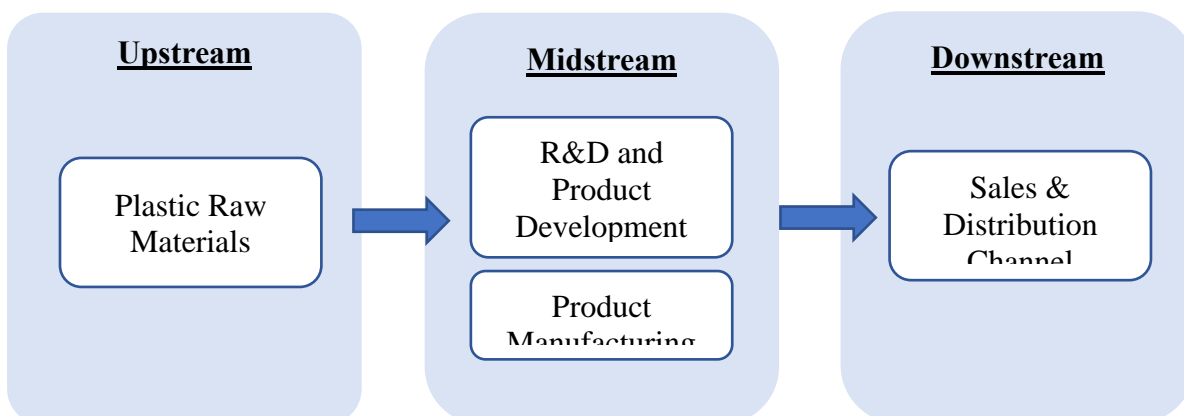 Upstream
Plastic Raw
Materials
Midstream
R&D and
Product
Development
Product
Manufacturing
Downstream
Sales &
Distribution
Channel